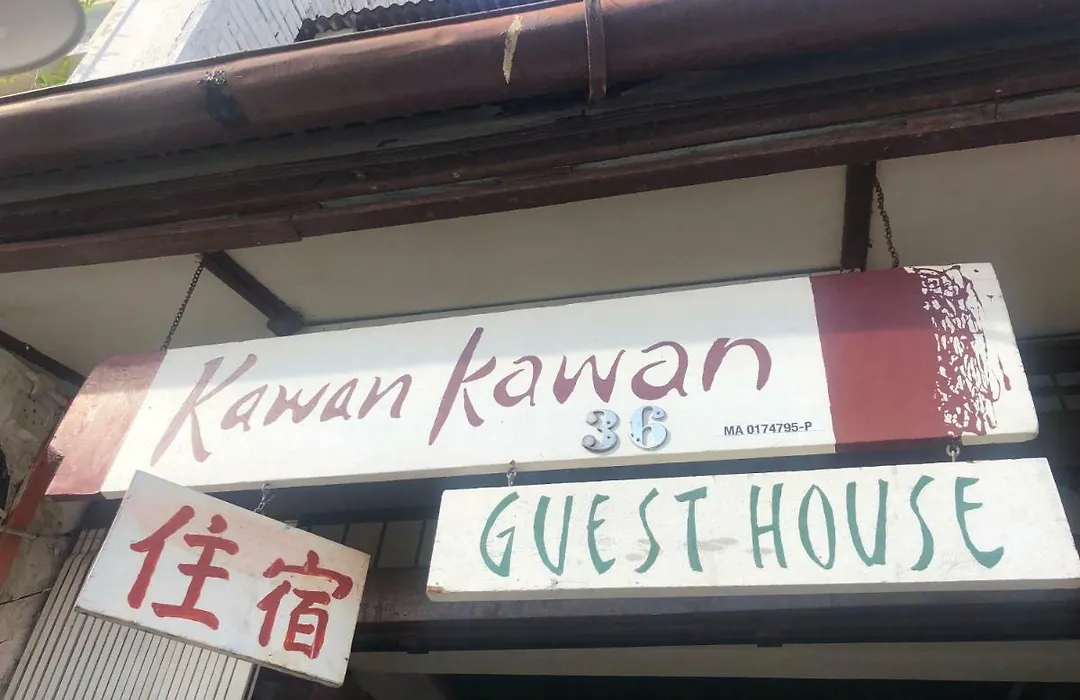 Kawan Kawan
36
MA 0174795-P
住宿
GUEST HOUSE